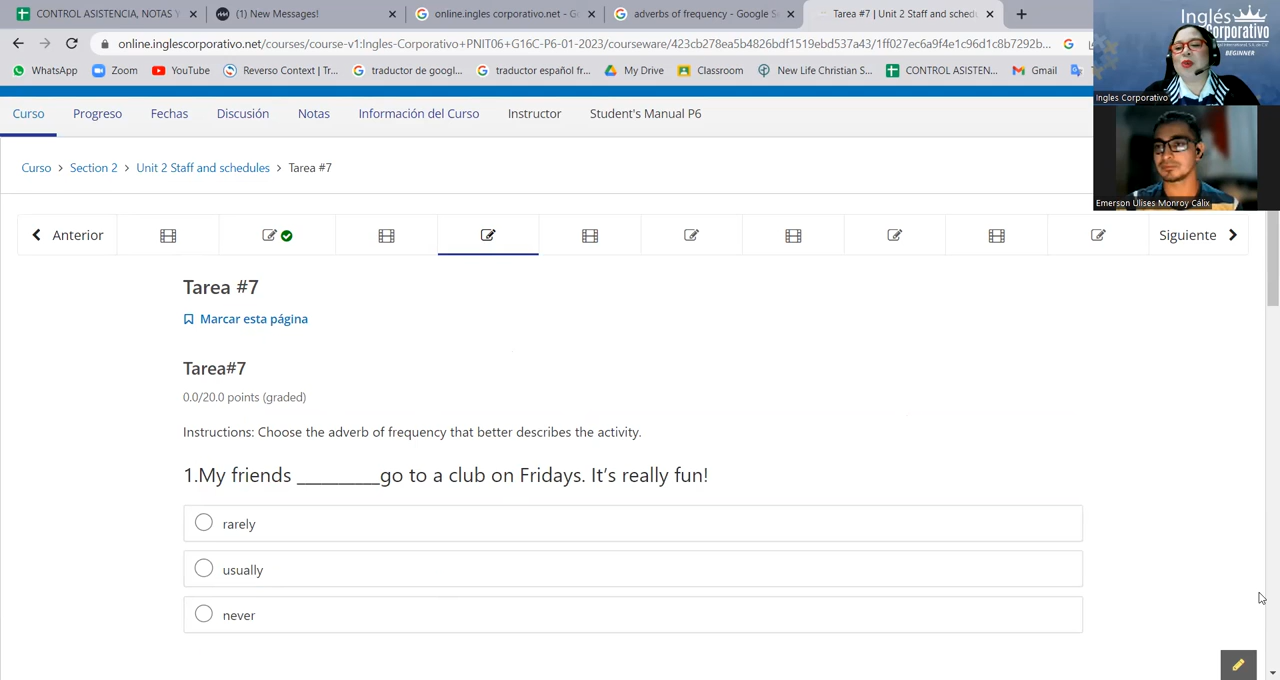 CONTROL ASISTENCIA, NOTAS Y
(1) New Messages!
online.ingles corporativo.net - G
adverbs of frequency - Google S
Tarea #7 | Unit 2 Staff and sched
online.inglescorporativo.net/courses/course-v1:Ingles-Corporativo+PNIT06+G16C-P6-01-2023/courseware/423cb278ea5b4826bdf1519ebd537a43/1ff027ec6a9f4e1c96d1c8b7292b...
WhatsApp
Zoom
YouTube
Reverso Context | Tr...
traductor de googl...
traductor español fr...
My Drive
Classroom
New Life Christian S...
CONTROL ASISTEN...
Gmail
Inglés
Corporativo
BEGINNER
Ingles Corporativo
Emerson Ulises Monroy Cálix
Curso
Progreso
Fechas
Discusión
Notas
Información del Curso
Instructor
Student's Manual P6
Curso > Section 2 > Unit 2 Staff and schedules > Tarea #7
Anterior
Siguiente
Tarea #7
Marcar esta página
Tarea#7
0.0/20.0 points (graded)
Instructions: Choose the adverb of frequency that better describes the activity.
1.My friends _________go to a club on Fridays. It's really fun!
rarely
usually
never